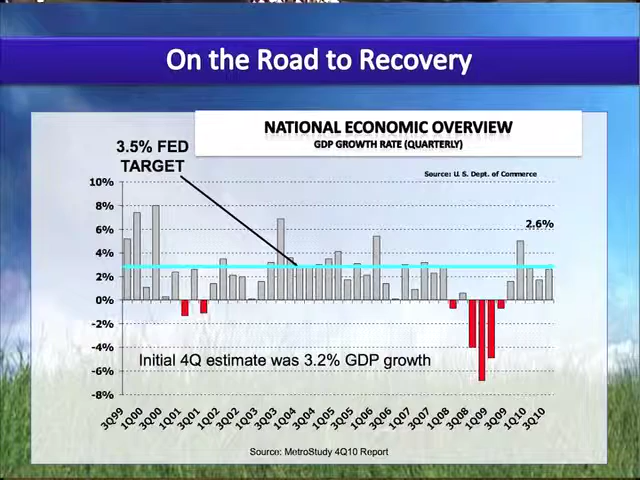 On the Road to Recovery
NATIONAL ECONOMIC OVERVIEW
GDP GROWTH RATE (QUARTERLY)
3.5% FED
TARGET
Source: U. S. Dept. of Commerce
10%
8%
6%
4%
2%
0%
-2%
-4%
-6%
-8%
2.6%
Initial 4Q estimate was 3.2% GDP growth
3Q99
1Q00
3Q00
1Q01
3Q01
1Q02
3Q02
1Q03
3Q03
1Q04
3Q04
1Q05
3Q05
1Q06
3Q06
1Q07
3Q07
1Q08
3Q08
1Q09
3Q09
1Q10
3Q10
Source: MetroStudy 4Q10 Report